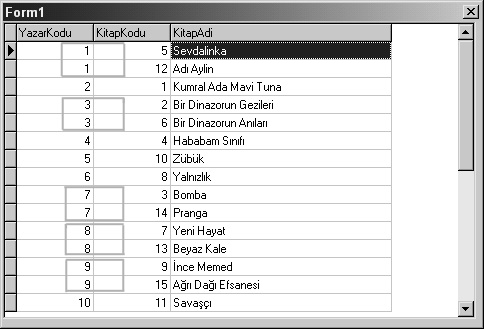 Form1
YazarKodu KitapKodu KitapAdi
1 5 Sevdalinka
1 12 Adı Aylin
2 1 Kumral Ada Mavi Tuna
3 2 Bir Dinazorun Gezileri
3 6 Bir Dinazorun Anıları
4 4 Hababam Sınıfı
5 10 Zübük
6 8 Yalnızlık
7 3 Bomba
7 14 Pranga
8 7 Yeni Hayat
8 13 Beyaz Kale
9 9 İnce Memed
9 15 Ağrı Dağı Efsanesi
10 11 Savaşçı